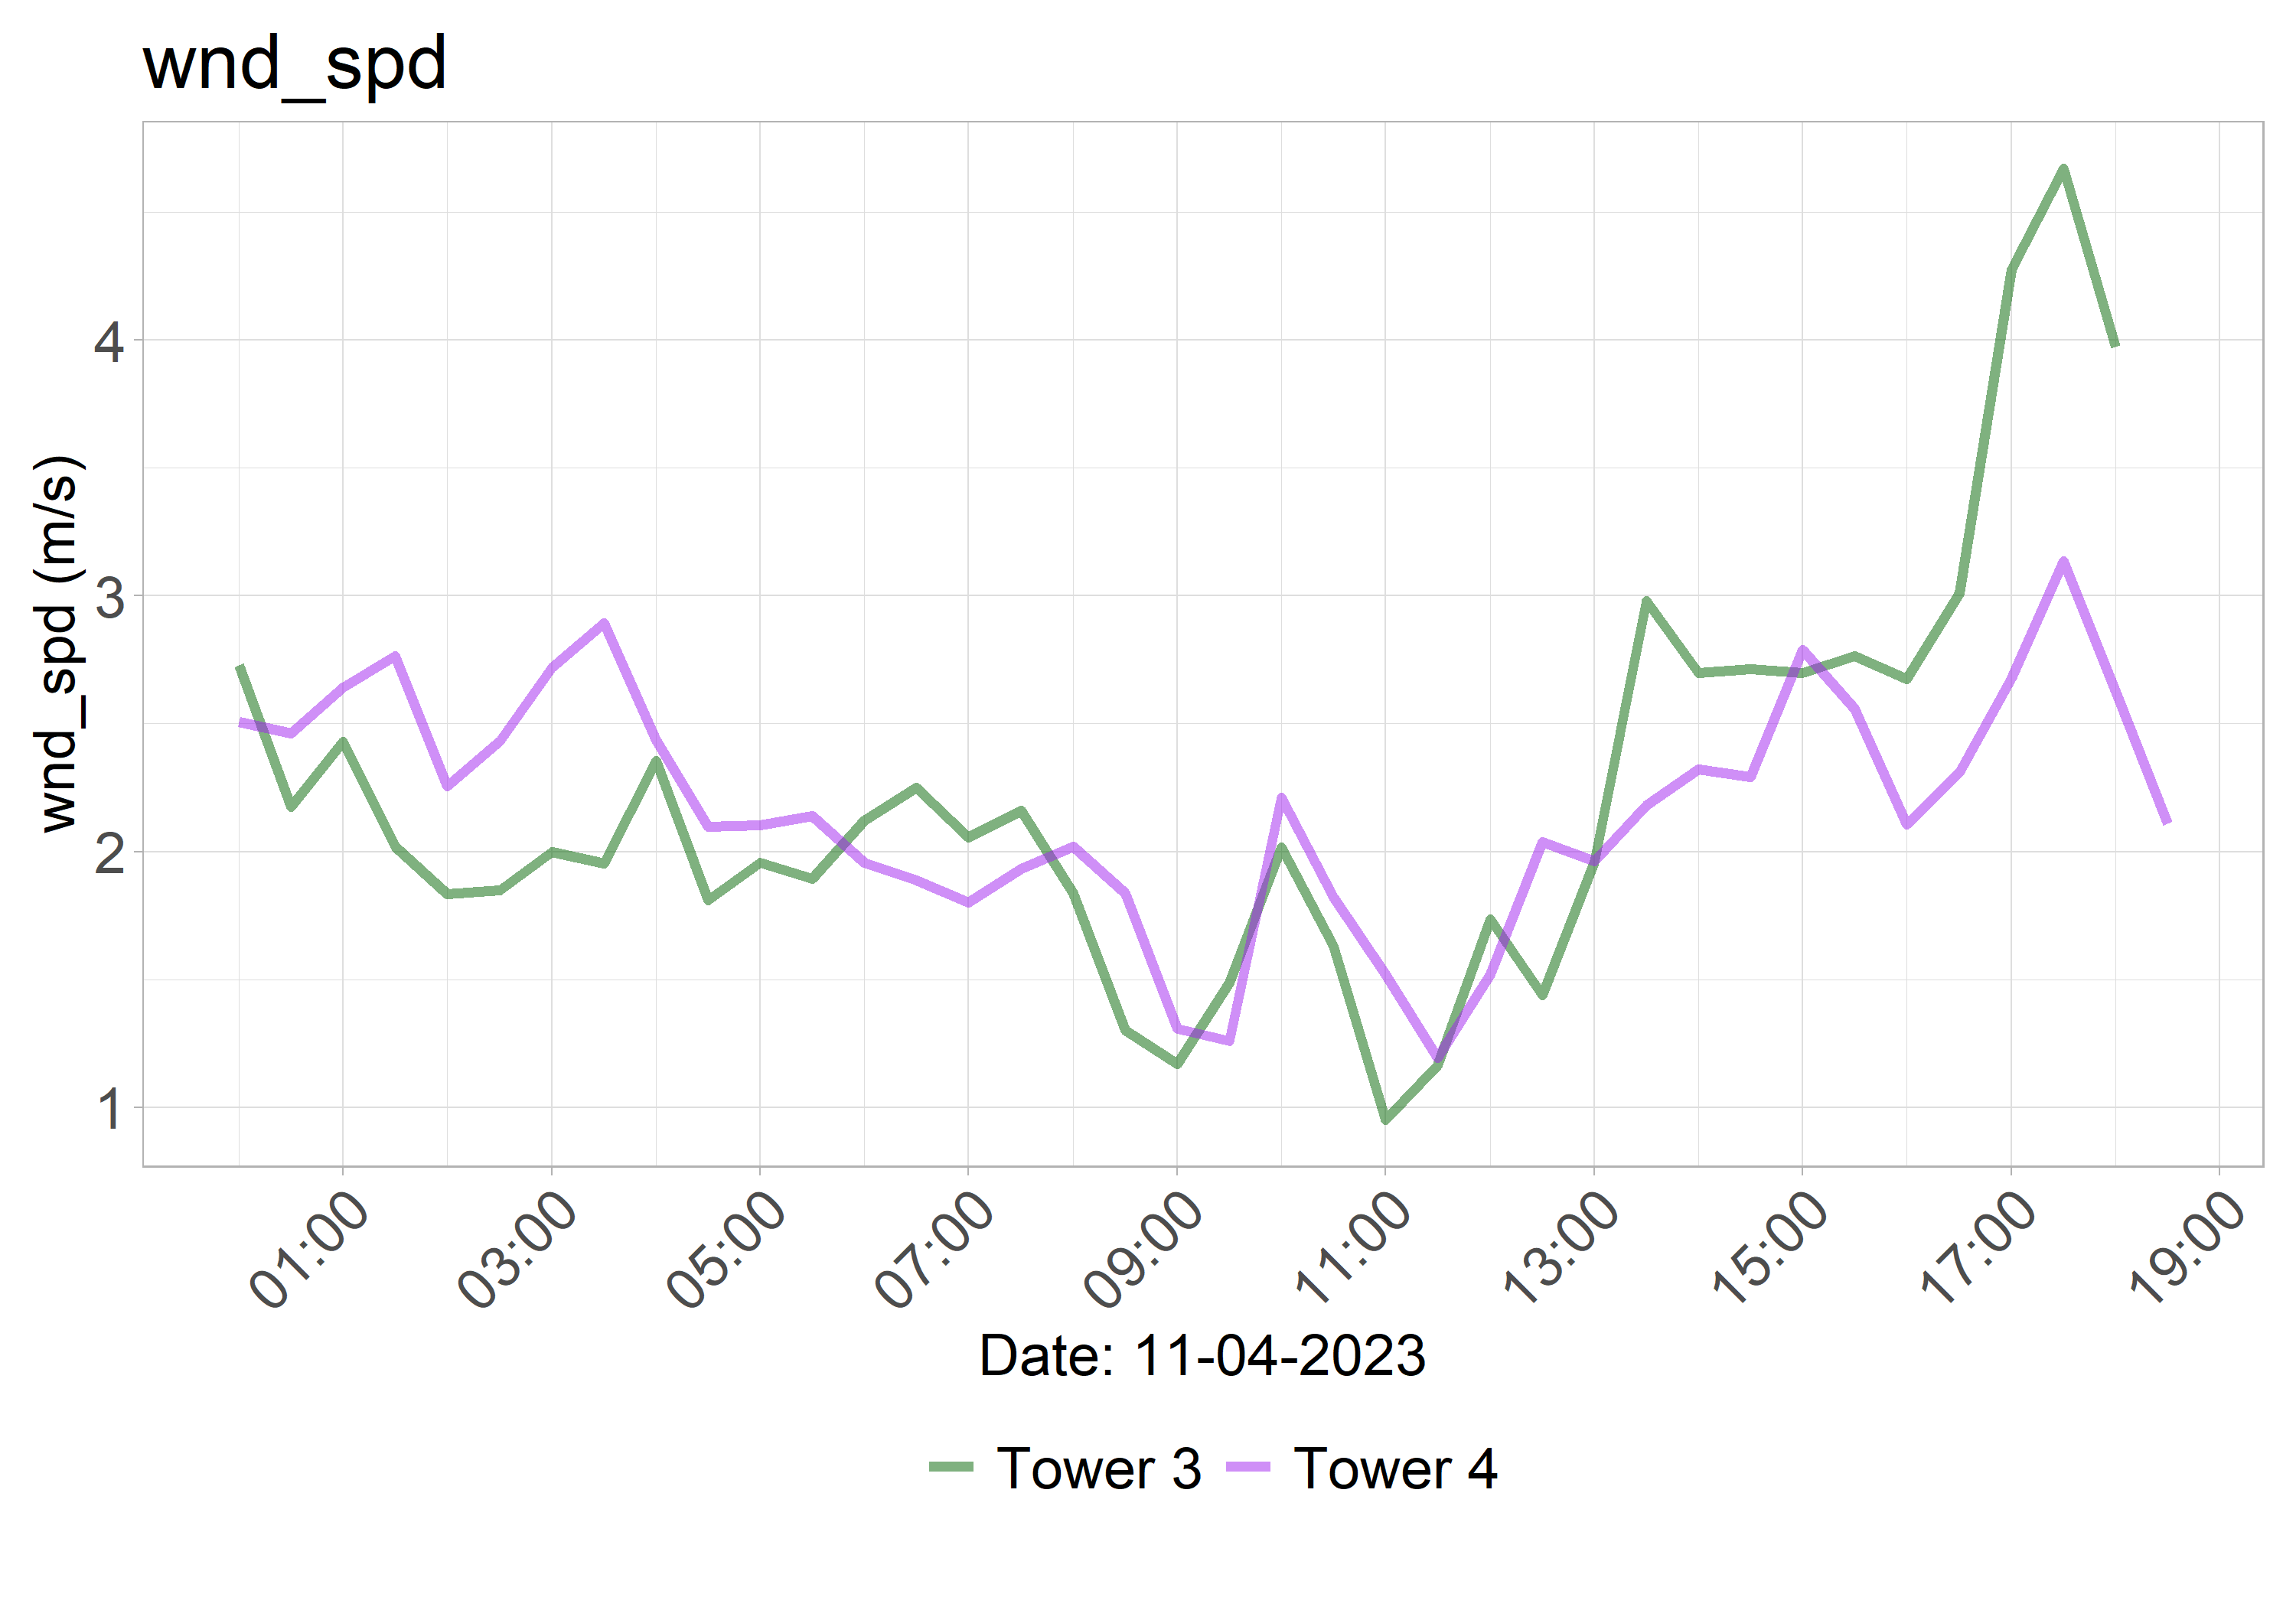 wnd_spd
wnd_spd (m/s)
4
3
2
1
01:00 03:00 05:00 07:00 09:00 11:00 13:00 15:00 17:00 19:00
Date: 11-04-2023
Tower 3 Tower 4